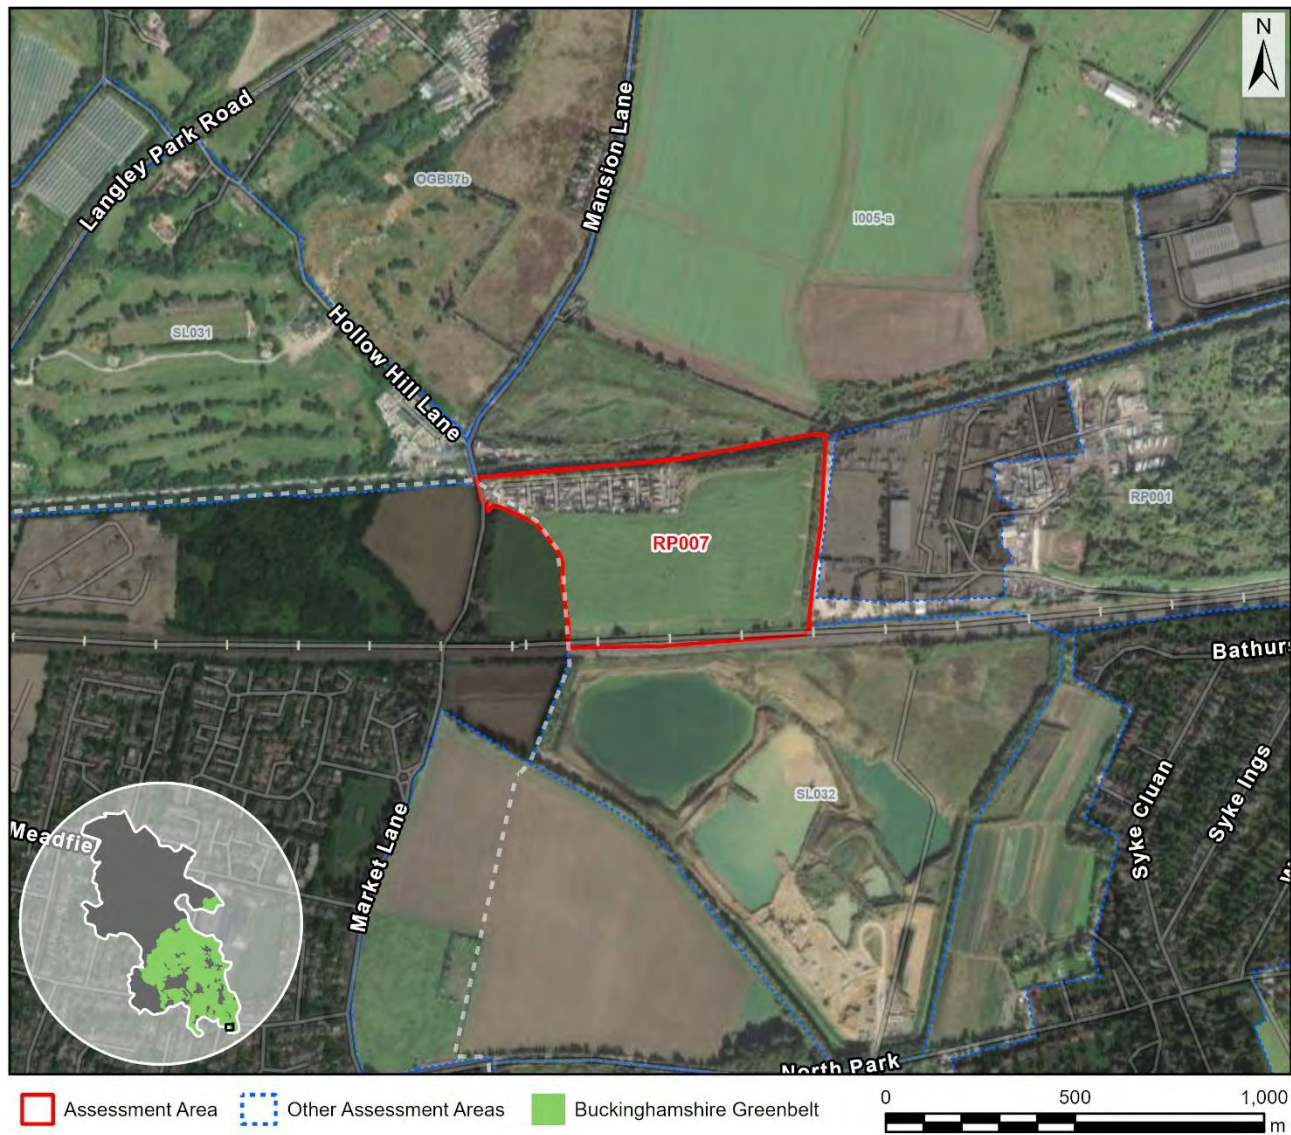 N
Langley Park Road
Mansion Lane
OGB87b
I005-a
SL031
Hollow Hill Lane
RP001
RP007
Bathurs
SL032
Syke Cluan
Syke Ings
Meadfie
Market Lane
North Park
Assessment Area
Other Assessment Areas
Buckinghamshire Greenbelt
0 500 1,000
m